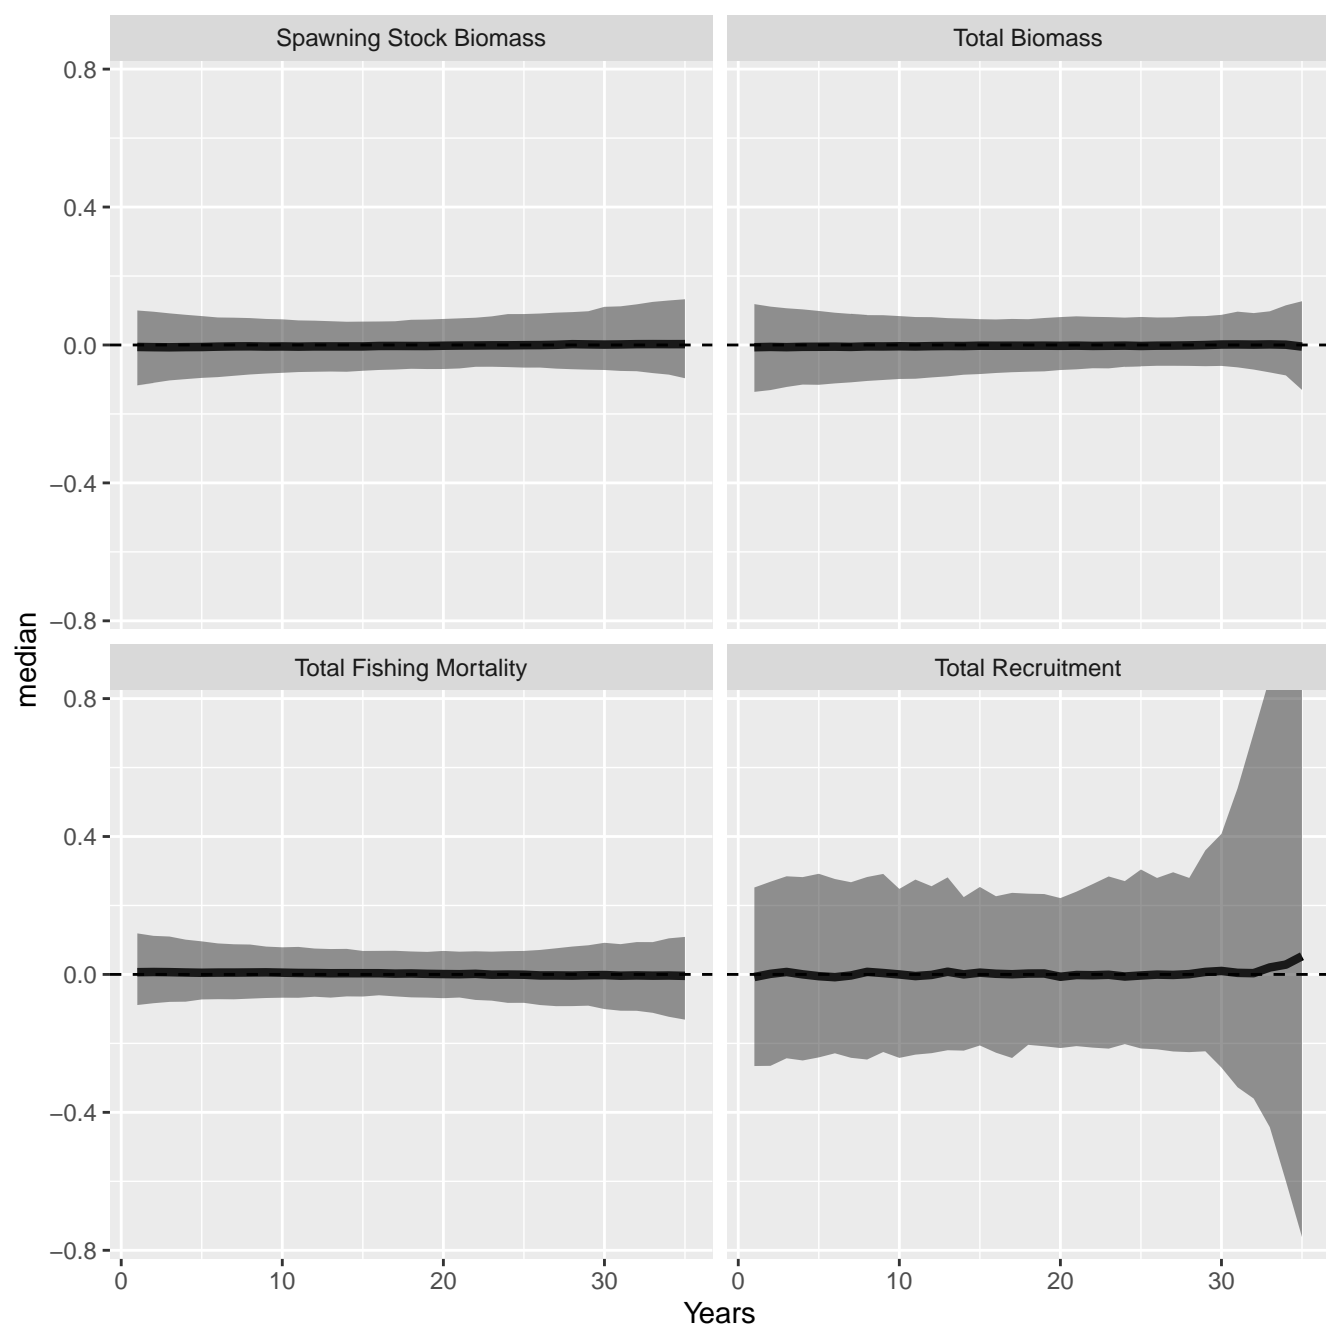 Spawning Stock Biomass
Total Biomass
0.8
0.4
0.0
−0.4
−0.8
median
Total Fishing Mortality
Total Recruitment
0.8
0.4
0.0
−0.4
−0.8
0 10 20 30
0 10 20 30
Years